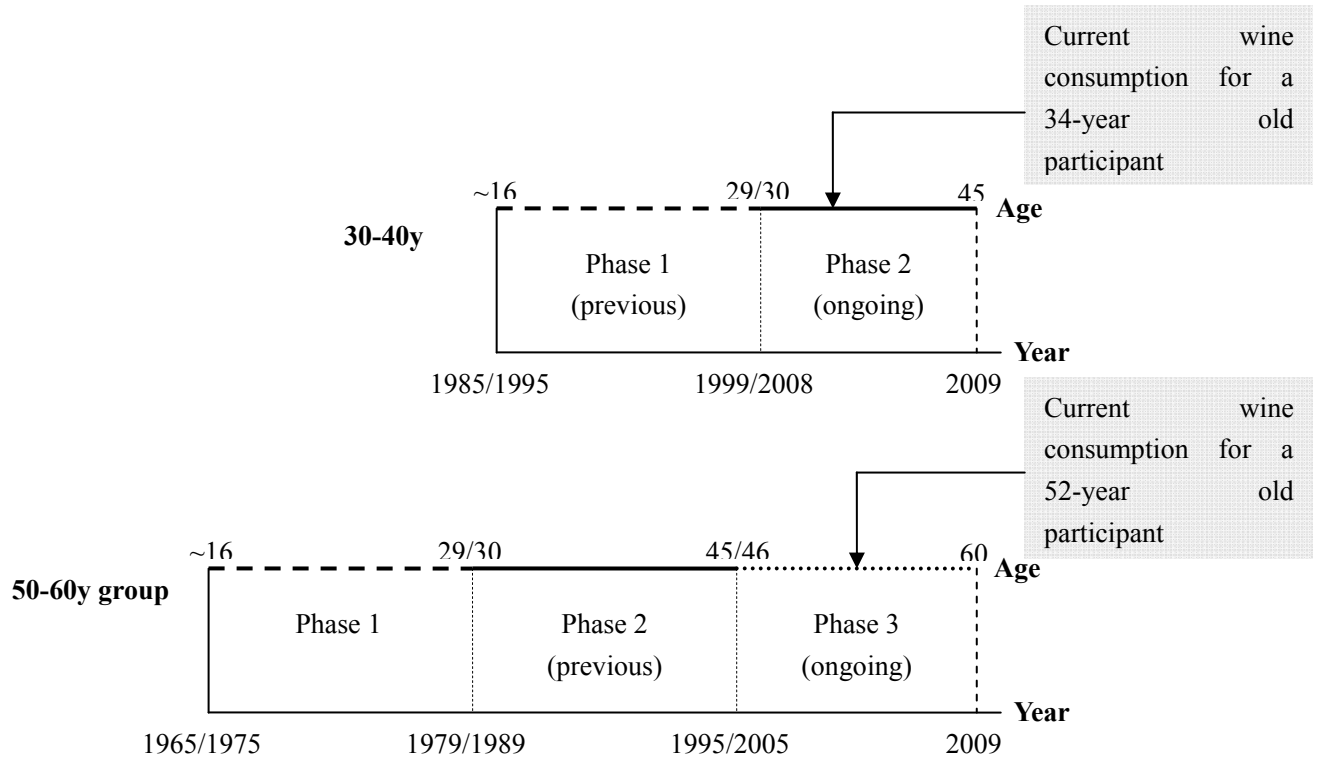 Current wine
consumption for a
34-year old
participant
~16 29/30 45 Age
30-40y
Phase 1 Phase 2
(previous) (ongoing)
Year
1985/1995 1999/2008 2009
Current wine
consumption for a
52-year old
participant
~16 29/30 45/46 60 Age
50-60y group
Phase 1 Phase 2 Phase 3
(previous) (ongoing)
Year
1965/1975 1979/1989 1995/2005 2009